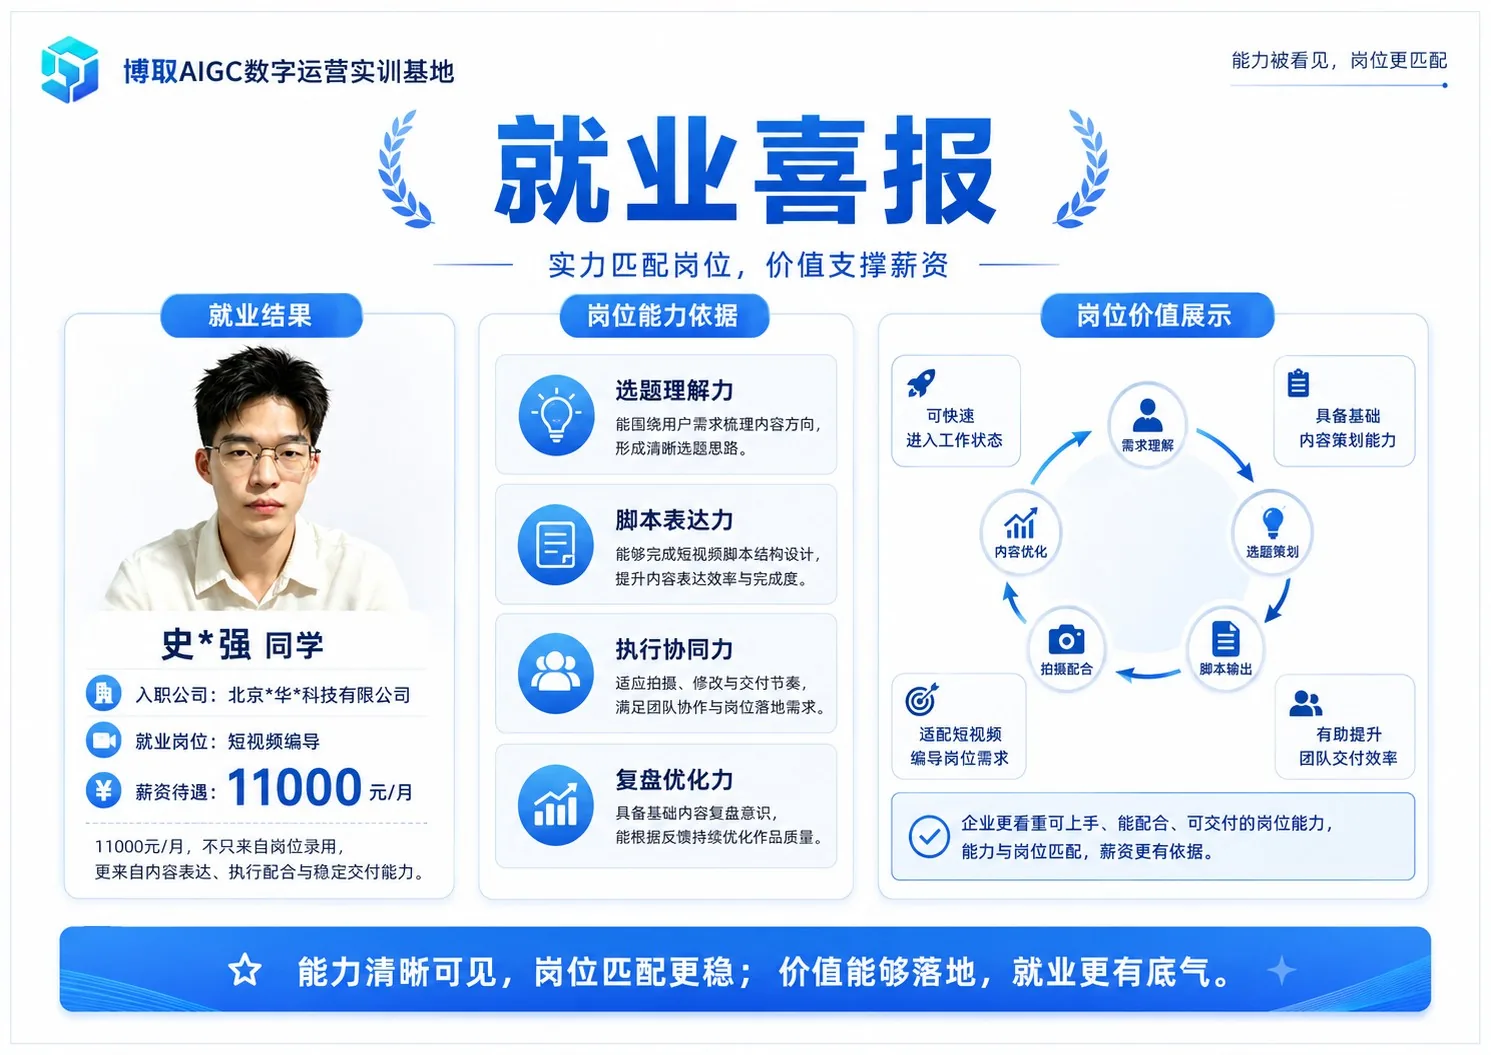 博取AIGC数字运营实训基地
能力被看见，岗位更匹配
就业喜报
实力匹配岗位，价值支撑薪资
就业结果
史*强 同学
入职公司：北京*华*科技有限公司
就业岗位：短视频编导
薪资待遇：11000元/月
11000元/月，不只来自岗位录用，
更来自内容表达、执行配合与稳定交付能力。
岗位能力依据
选题理解力
能围绕用户需求梳理内容方向，
形成清晰选题思路。
脚本表达力
能够完成短视频脚本结构设计，
提升内容表达效率与完成度。
执行协同力
适应拍摄、修改与交付节奏，
满足团队协作与岗位落地需求。
复盘优化力
具备基础内容复盘意识，
能根据反馈持续优化作品质量。
岗位价值展示
可快速
进入工作状态
具备基础
内容策划能力
需求理解
选题策划
脚本输出
拍摄配合
内容优化
适配短视频
编导岗位需求
有助提升
团队交付效率
企业更看重可上手、能配合、可交付的岗位能力，
能力与岗位匹配，薪资更有依据。
能力清晰可见，岗位匹配更稳； 价值能够落地，就业更有底气。